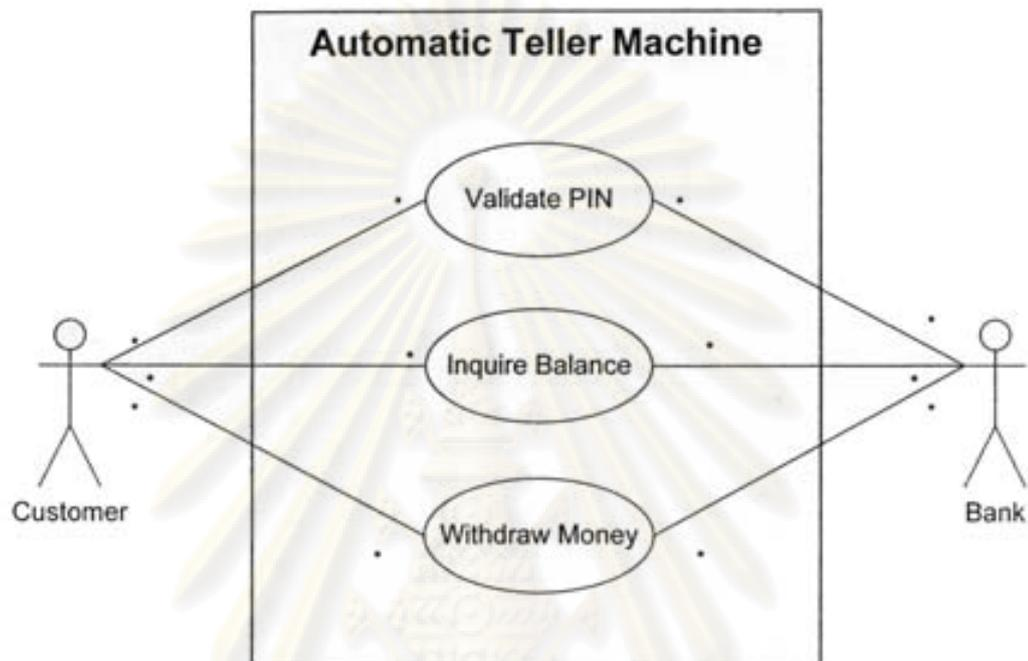 Automatic Teller Machine
Validate PIN
Inquire Balance
Withdraw Money
Customer
Bank